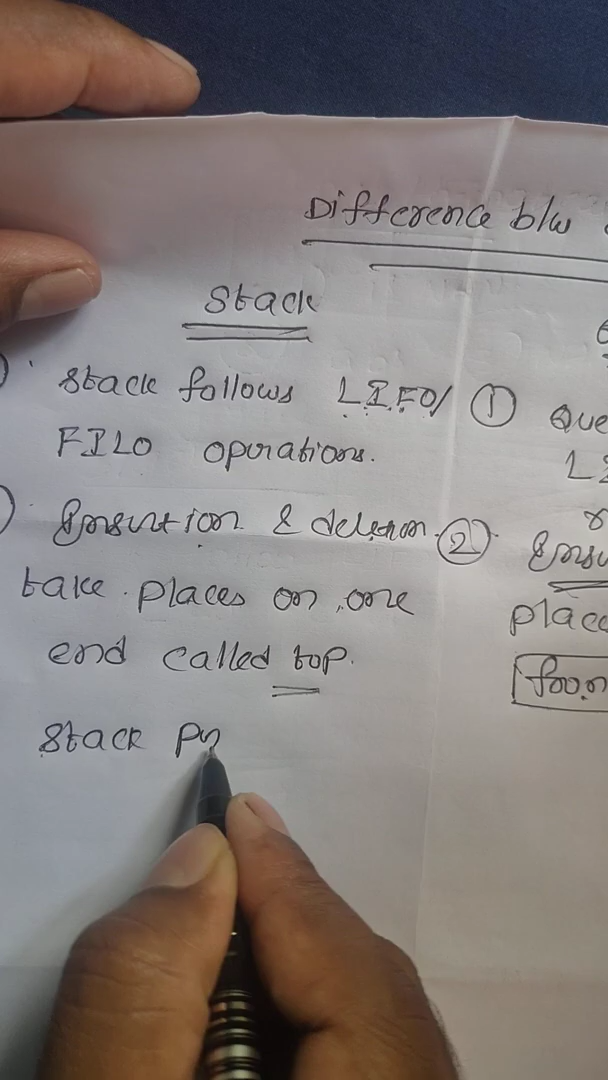 Difference b/w
Stack
Stack follows LIFO/
FILO operations.
Insertion & deletion
take places on one
end called top.
Stack
① Que
LI
② Inse
place